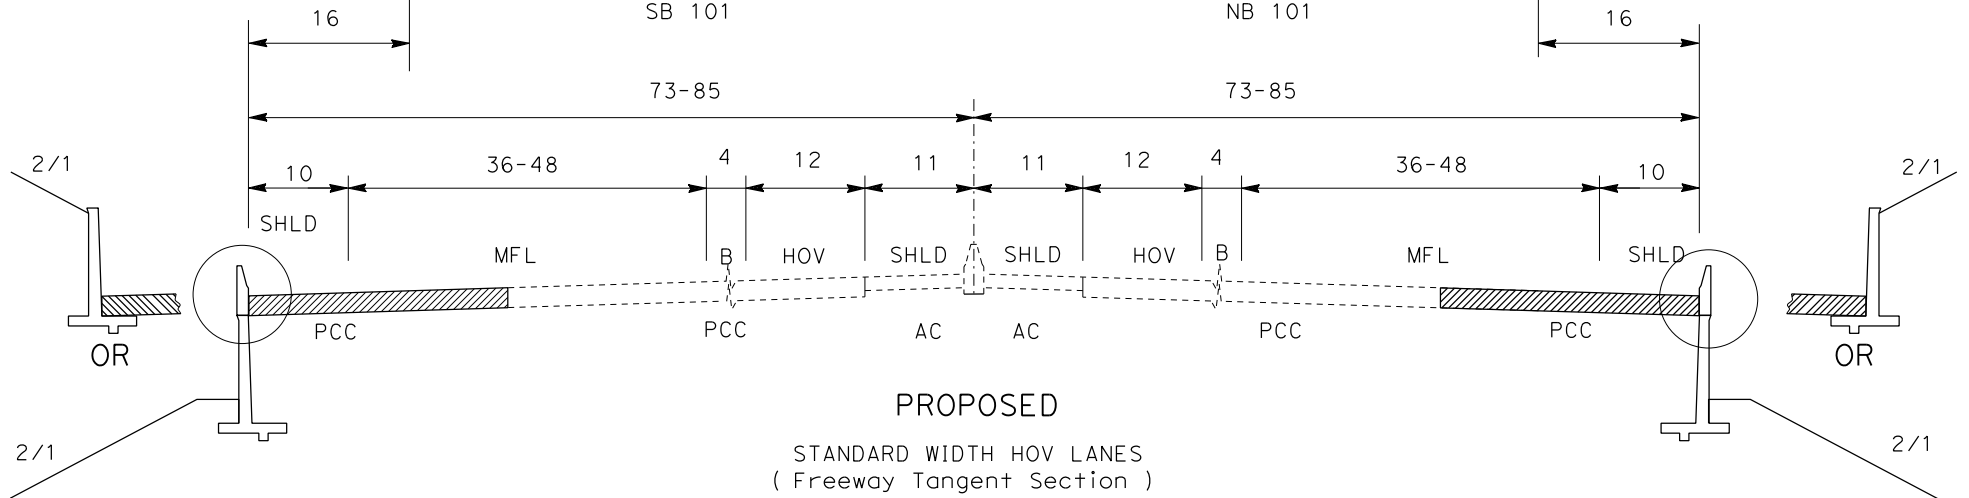 SB 101 NB 101
16 16
73-85 73-85
2/1 10 36-48 4 12 11 11 12 4 36-48 10 2/1
SHLD MFL B HOV SHLD SHLD HOV B MFL SHLD
PCC PCC AC AC PCC PCC
OR OR
PROPOSED
2/1 STANDARD WIDTH HOV LANES 2/1
( Freeway Tangent Section )